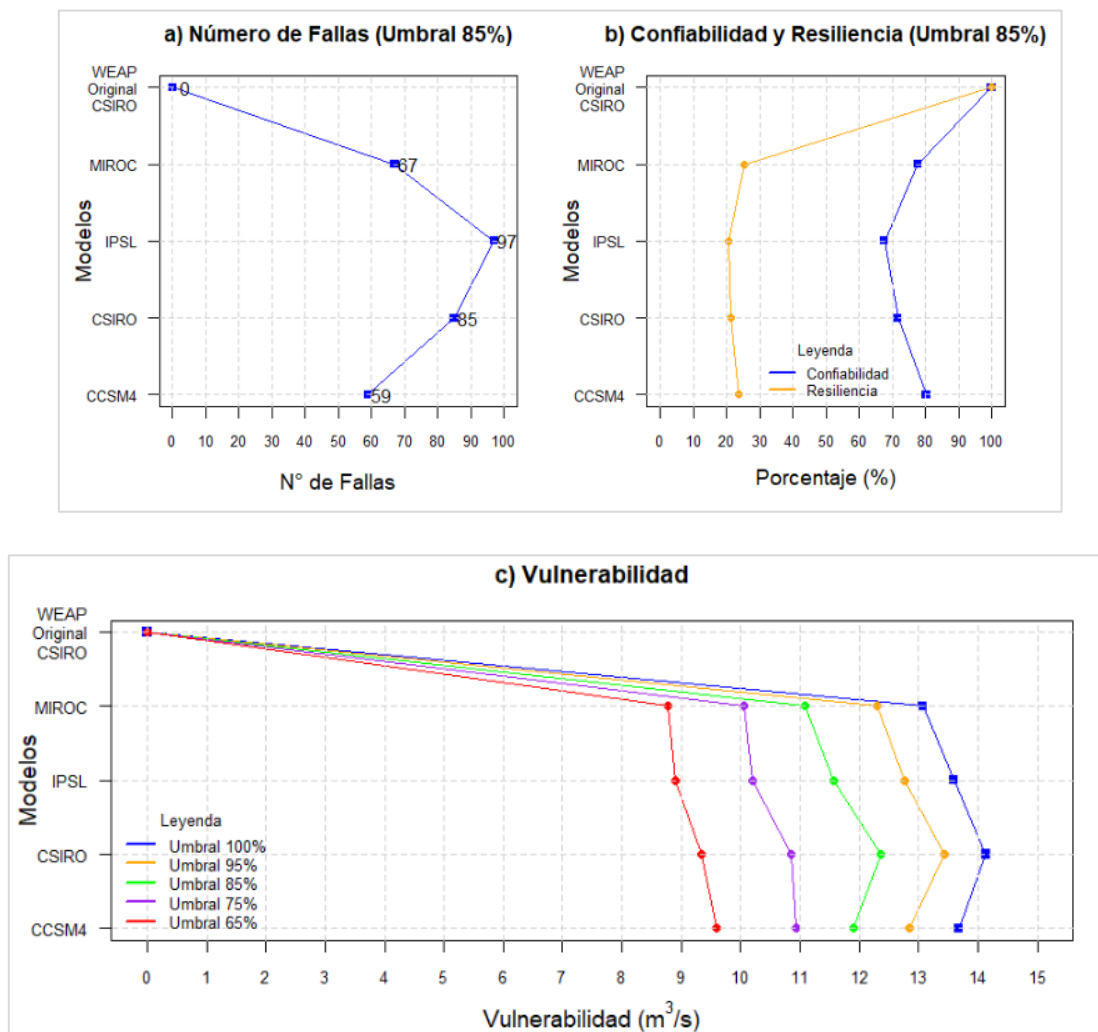 a) Número de Fallas (Umbral 85%)
WEAP
Original
CSIRO
MIROC
IPSL
CSIRO
CCSM4
Modelos
0
67
97
85
59
0 10 20 30 40 50 60 70 80 90 100
N° de Fallas
b) Confiabilidad y Resiliencia (Umbral 85%)
WEAP
Original
CSIRO
MIROC
IPSL
CSIRO
CCSM4
Modelos
Leyenda
Confiabilidad
Resiliencia
0 10 20 30 40 50 60 70 80 90 100
Porcentaje (%)
c) Vulnerabilidad
WEAP
Original
CSIRO
MIROC
IPSL
CSIRO
CCSM4
Modelos
Leyenda
Umbral 100%
Umbral 95%
Umbral 85%
Umbral 75%
Umbral 65%
0 1 2 3 4 5 6 7 8 9 10 11 12 13 14 15
Vulnerabilidad (m³/s)